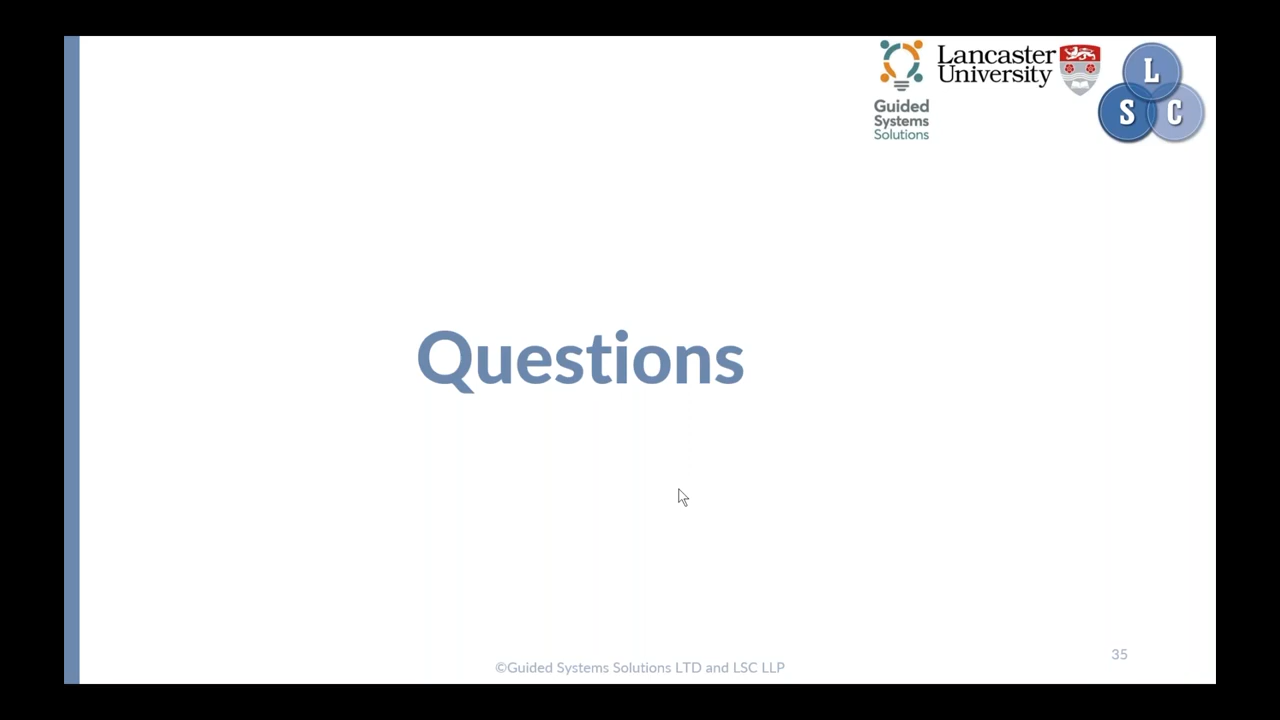 Guided
Systems
Solutions
Lancaster
University
L
S
C
Questions
35
©Guided Systems Solutions LTD and LSC LLP